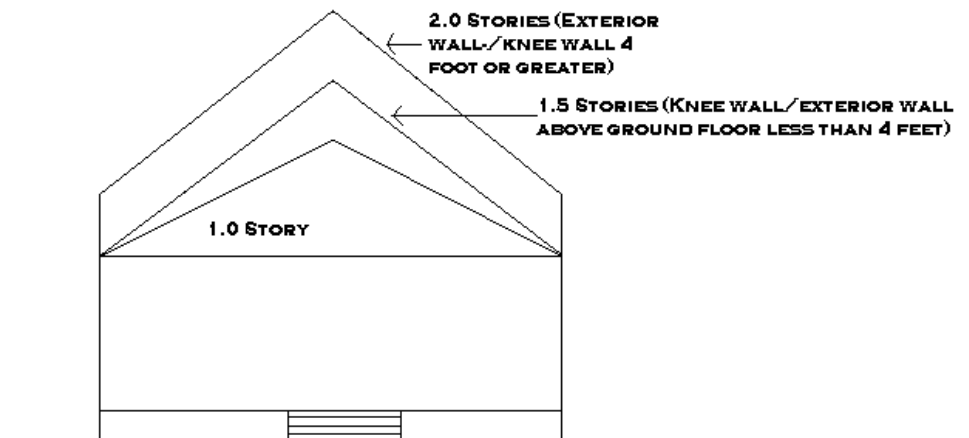 2.0 Stories (Exterior
wall-/knee wall 4
foot or greater)
1.5 Stories (Knee wall/exterior wall
above ground floor less than 4 feet)
1.0 Story